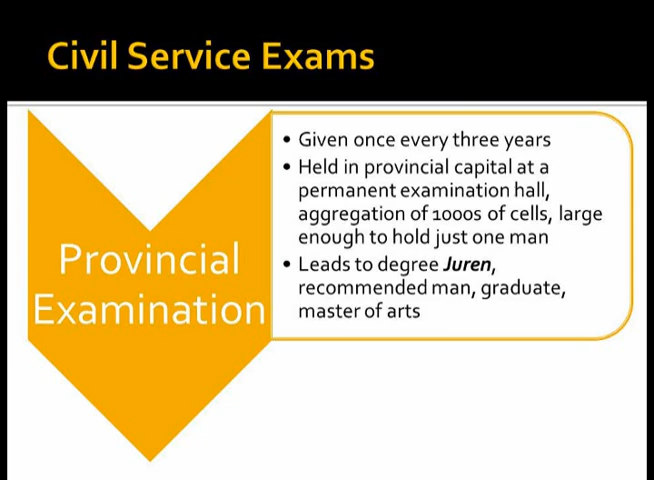 Civil Service Exams
Provincial
Examination
• Given once every three years
• Held in provincial capital at a
permanent examination hall,
aggregation of 1000s of cells, large
enough to hold just one man
• Leads to degree Juren,
recommended man, graduate,
master of arts